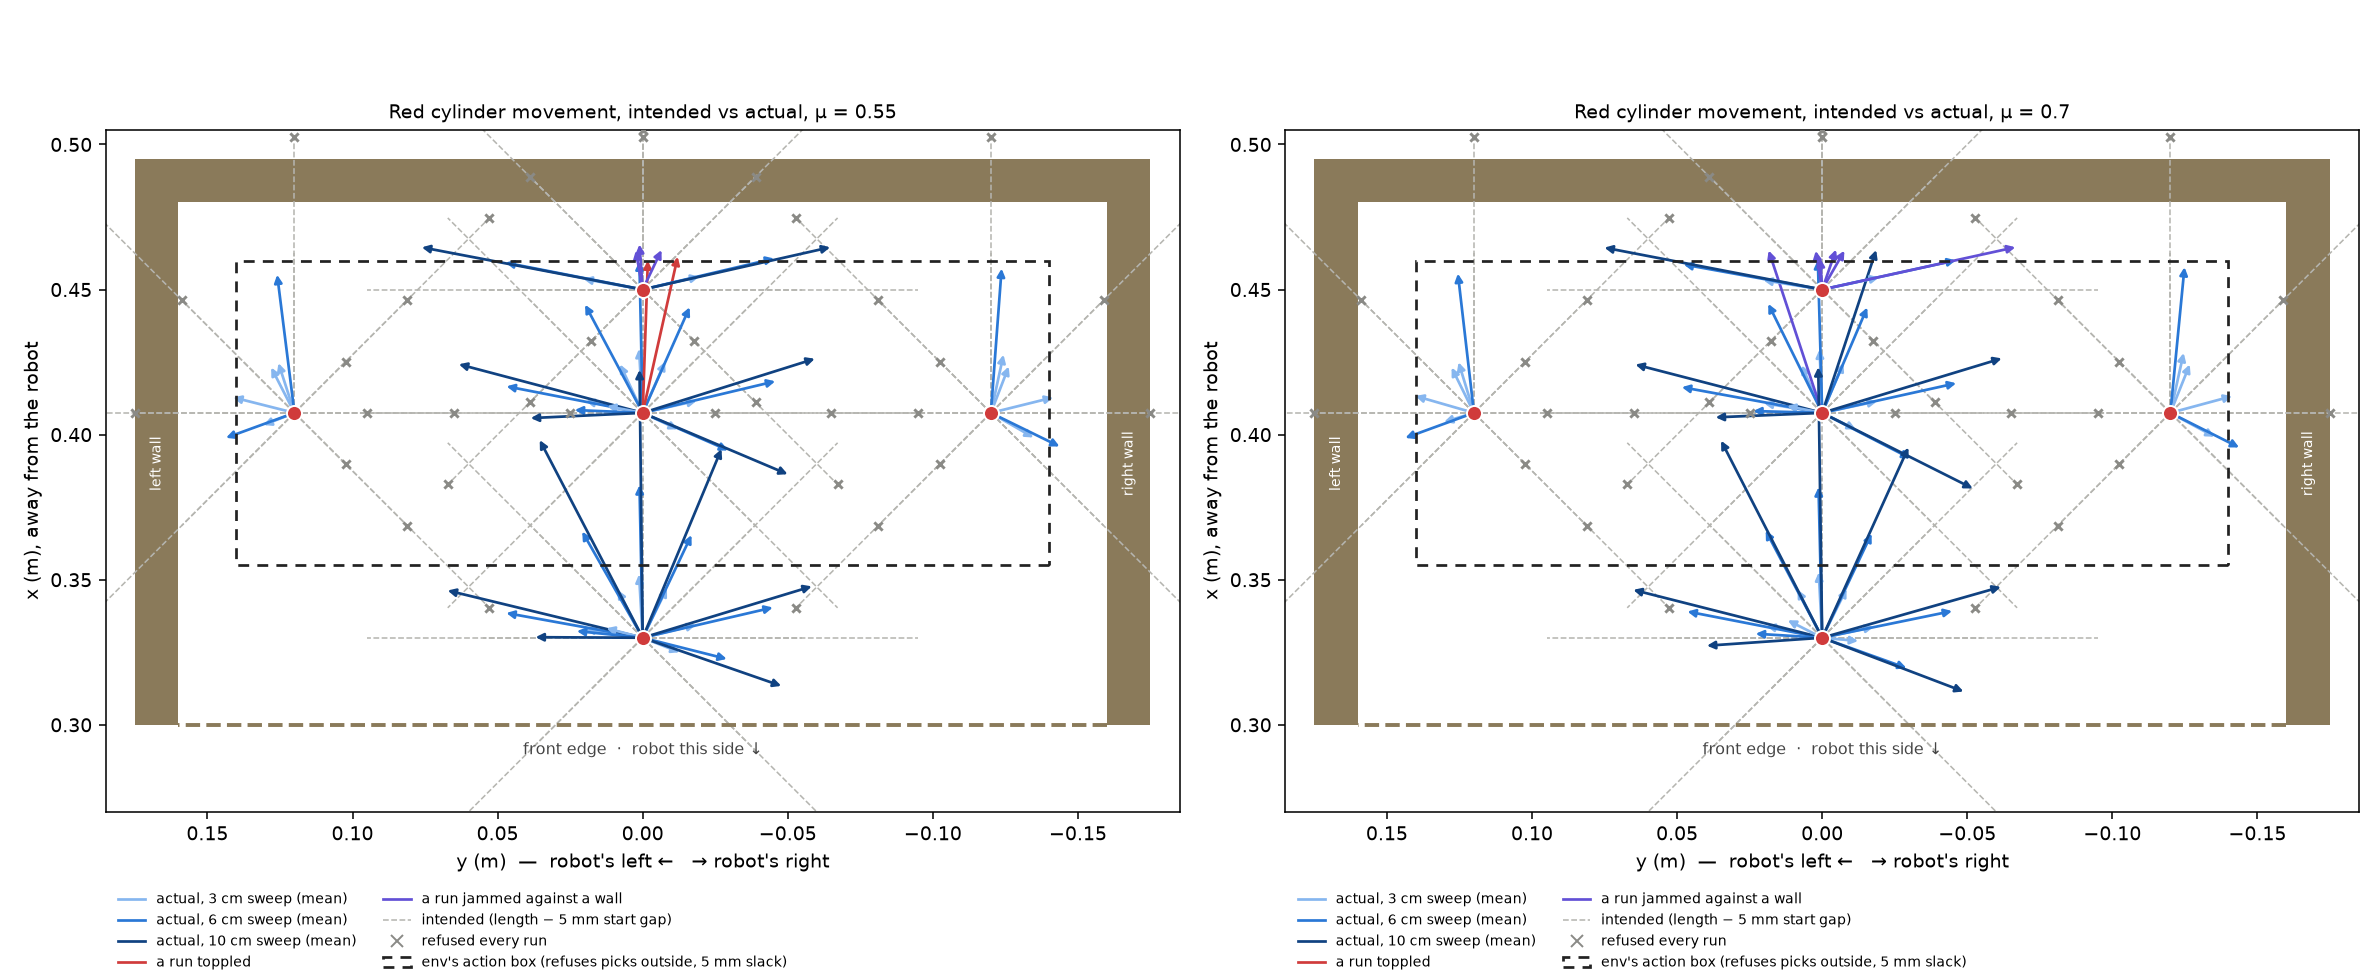 Red cylinder movement, intended vs actual, μ = 0.55
x (m), away from the robot
0.50
0.45
0.40
0.35
0.30
left wall
right wall
front edge · robot this side ↓
0.15 0.10 0.05 0.00 −0.05 −0.10 −0.15
y (m) — robot's left ← → robot's right
actual, 3 cm sweep (mean)
actual, 6 cm sweep (mean)
actual, 10 cm sweep (mean)
a run toppled
a run jammed against a wall
intended (length − 5 mm start gap)
refused every run
env's action box (refuses picks outside, 5 mm slack)
Red cylinder movement, intended vs actual, μ = 0.7
x (m), away from the robot
0.50
0.45
0.40
0.35
0.30
left wall
right wall
front edge · robot this side ↓
0.15 0.10 0.05 0.00 −0.05 −0.10 −0.15
y (m) — robot's left ← → robot's right
actual, 3 cm sweep (mean)
actual, 6 cm sweep (mean)
actual, 10 cm sweep (mean)
a run toppled
a run jammed against a wall
intended (length − 5 mm start gap)
refused every run
env's action box (refuses picks outside, 5 mm slack)